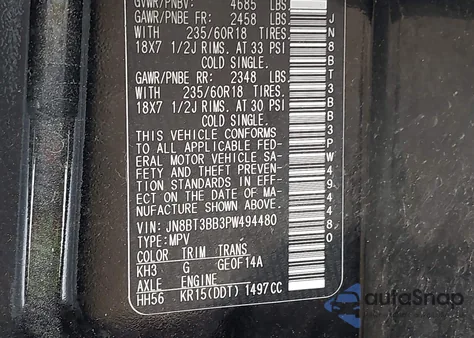 GVWR/PNBV: 4685 LBS
GAWR/PNBE FR: 2458 LBS
WITH 235/60R18 TIRES.
18X7 1/2J RIMS. AT 33 PSI
COLD SINGLE.
GAWR/PNBE RR: 2348 LBS.
WITH 235/60R18 TIRES.
18X7 1/2J RIMS. AT 30 PSI
COLD SINGLE.
THIS VEHICLE CONFORMS
TO ALL APPLICABLE FED-
ERAL MOTOR VEHICLE SA-
FETY AND THEFT PREVEN-
TION STANDARDS IN EFF-
ECT ON THE DATE OF MA-
NUFACTURE SHOWN ABOVE.
VIN: JN8BT3BB3PW494480
TYPE:MPV
COLOR TRIM TRANS
KH3 G GE0F14A
AXLE ENGINE
HH56 KR15(DDT) 1497CC
JN8BT3BB3PW494480
autoSnap